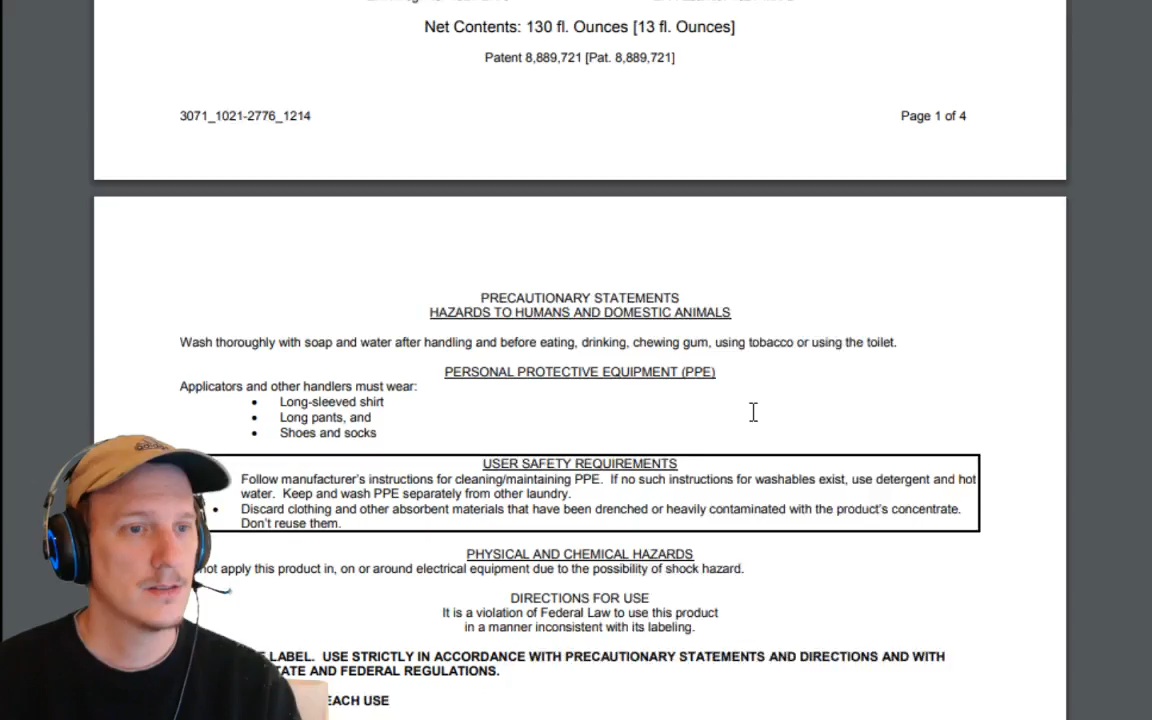 Net Contents: 130 fl. Ounces [13 fl. Ounces]
Patent 8,889,721 [Pat. 8,889,721]
3071_1021-2776_1214
Page 1 of 4
PRECAUTIONARY STATEMENTS
HAZARDS TO HUMANS AND DOMESTIC ANIMALS
Wash thoroughly with soap and water after handling and before eating, drinking, chewing gum, using tobacco or using the toilet.
PERSONAL PROTECTIVE EQUIPMENT (PPE)
Applicators and other handlers must wear:
• Long-sleeved shirt
• Long pants, and
• Shoes and socks
USER SAFETY REQUIREMENTS
Follow manufacturer's instructions for cleaning/maintaining PPE. If no such instructions for washables exist, use detergent and hot
water. Keep and wash PPE separately from other laundry.
• Discard clothing and other absorbent materials that have been drenched or heavily contaminated with the product's concentrate.
Don't reuse them.
PHYSICAL AND CHEMICAL HAZARDS
not apply this product in, on or around electrical equipment due to the possibility of shock hazard.
DIRECTIONS FOR USE
It is a violation of Federal Law to use this product
in a manner inconsistent with its labeling.
LABEL. USE STRICTLY IN ACCORDANCE WITH PRECAUTIONARY STATEMENTS AND DIRECTIONS AND WITH
AND FEDERAL REGULATIONS.
EACH USE